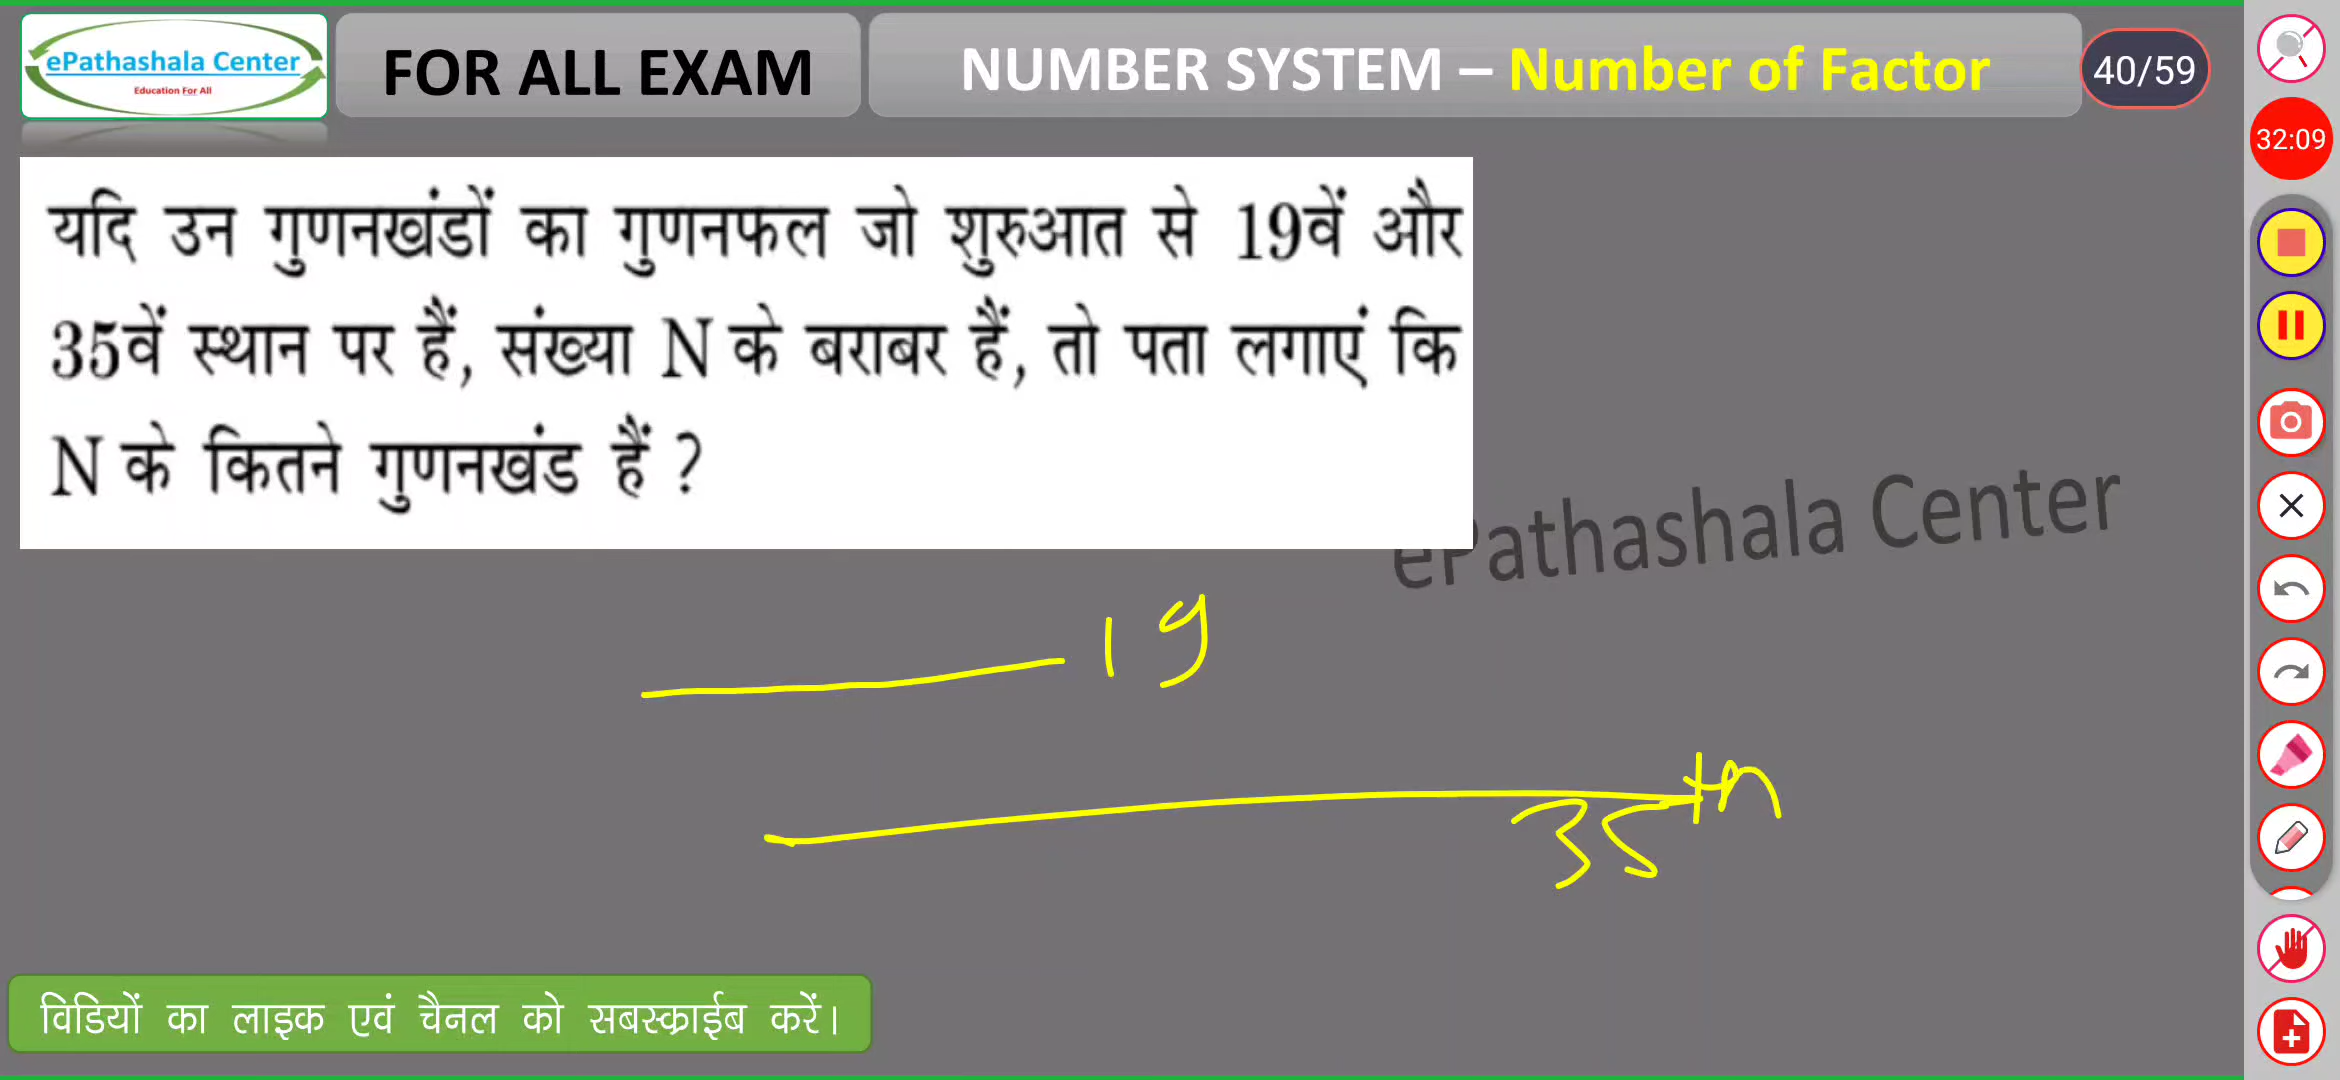 ePathashala Center
Education For All
FOR ALL EXAM
NUMBER SYSTEM – Number of Factor
40/59
32:09
यदि उन गुणनखंडों का गुणनफल जो शुरुआत से 19वें और
35वें स्थान पर हैं, संख्या N के बराबर हैं, तो पता लगाएं कि
N के कितने गुणनखंड हैं ?
ePathashala Center
19
35th
विडियों का लाइक एवं चैनल को सबस्क्राईब करें।